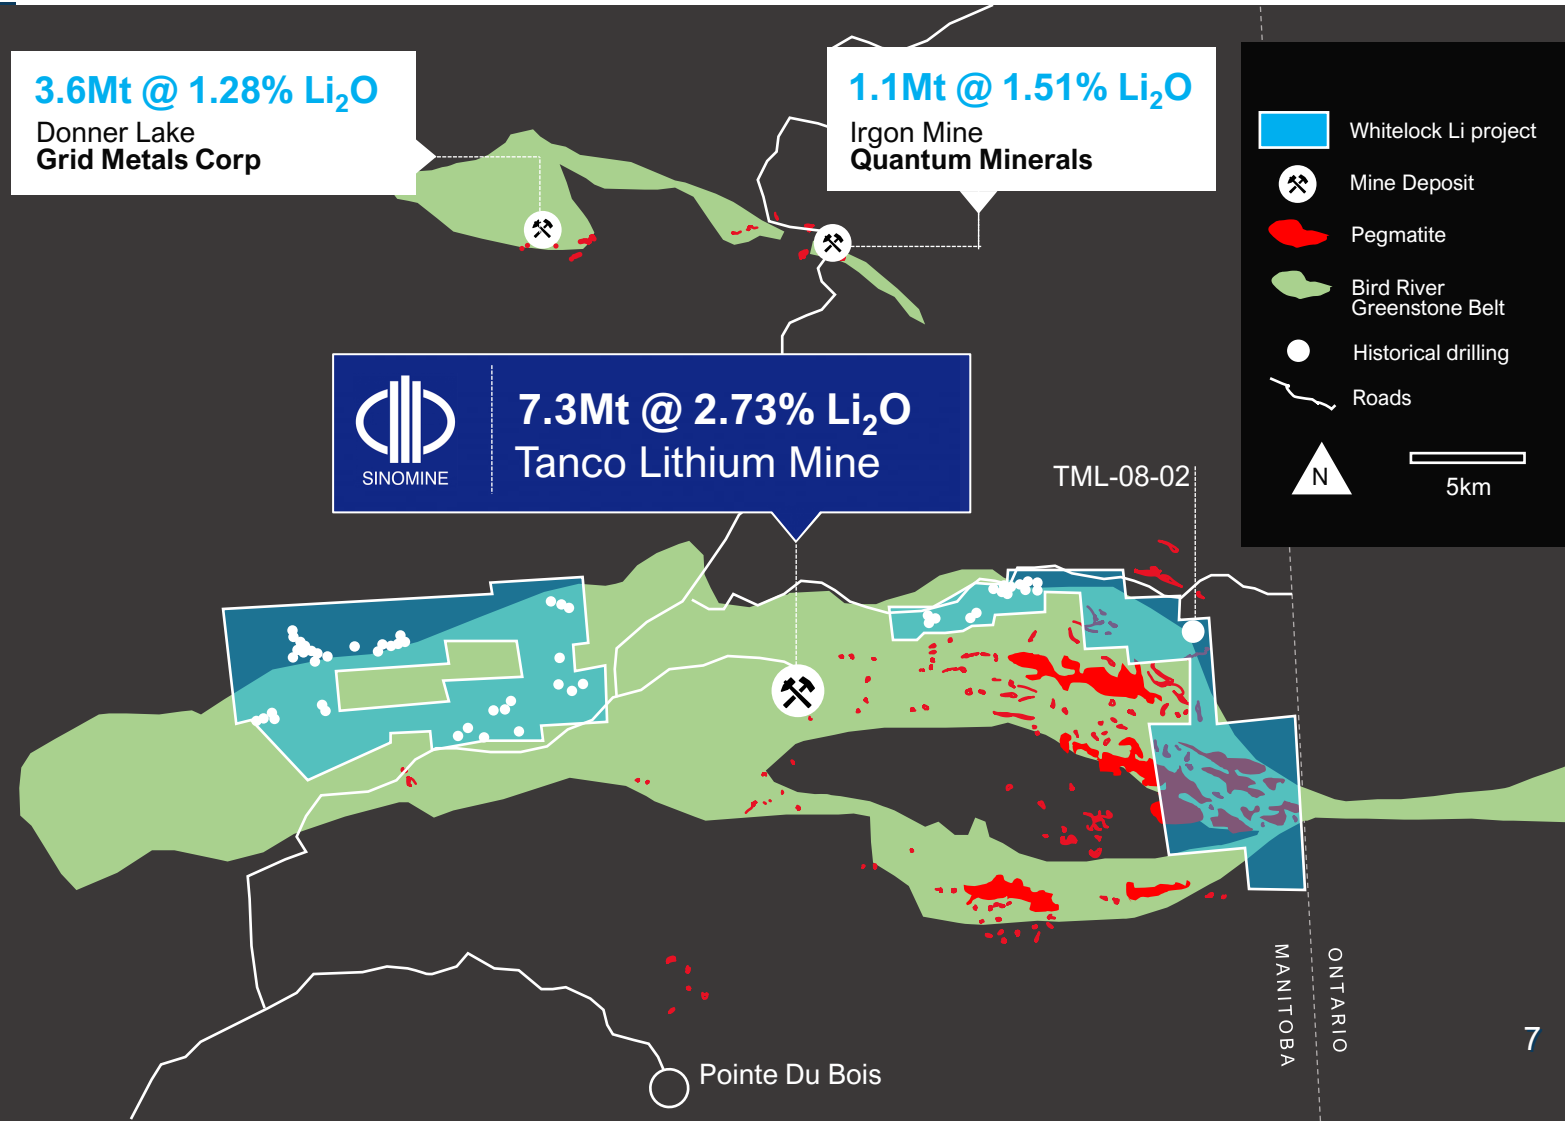 3.6Mt @ 1.28% Li₂O
Donner Lake
Grid Metals Corp
1.1Mt @ 1.51% Li₂O
Irgon Mine
Quantum Minerals
Whitelock Li project
Mine Deposit
Pegmatite
Bird River
Greenstone Belt
Historical drilling
Roads
N
5km
SINOMINE
7.3Mt @ 2.73% Li₂O
Tanco Lithium Mine
TML-08-02
MANITOBA
ONTARIO
Pointe Du Bois
7